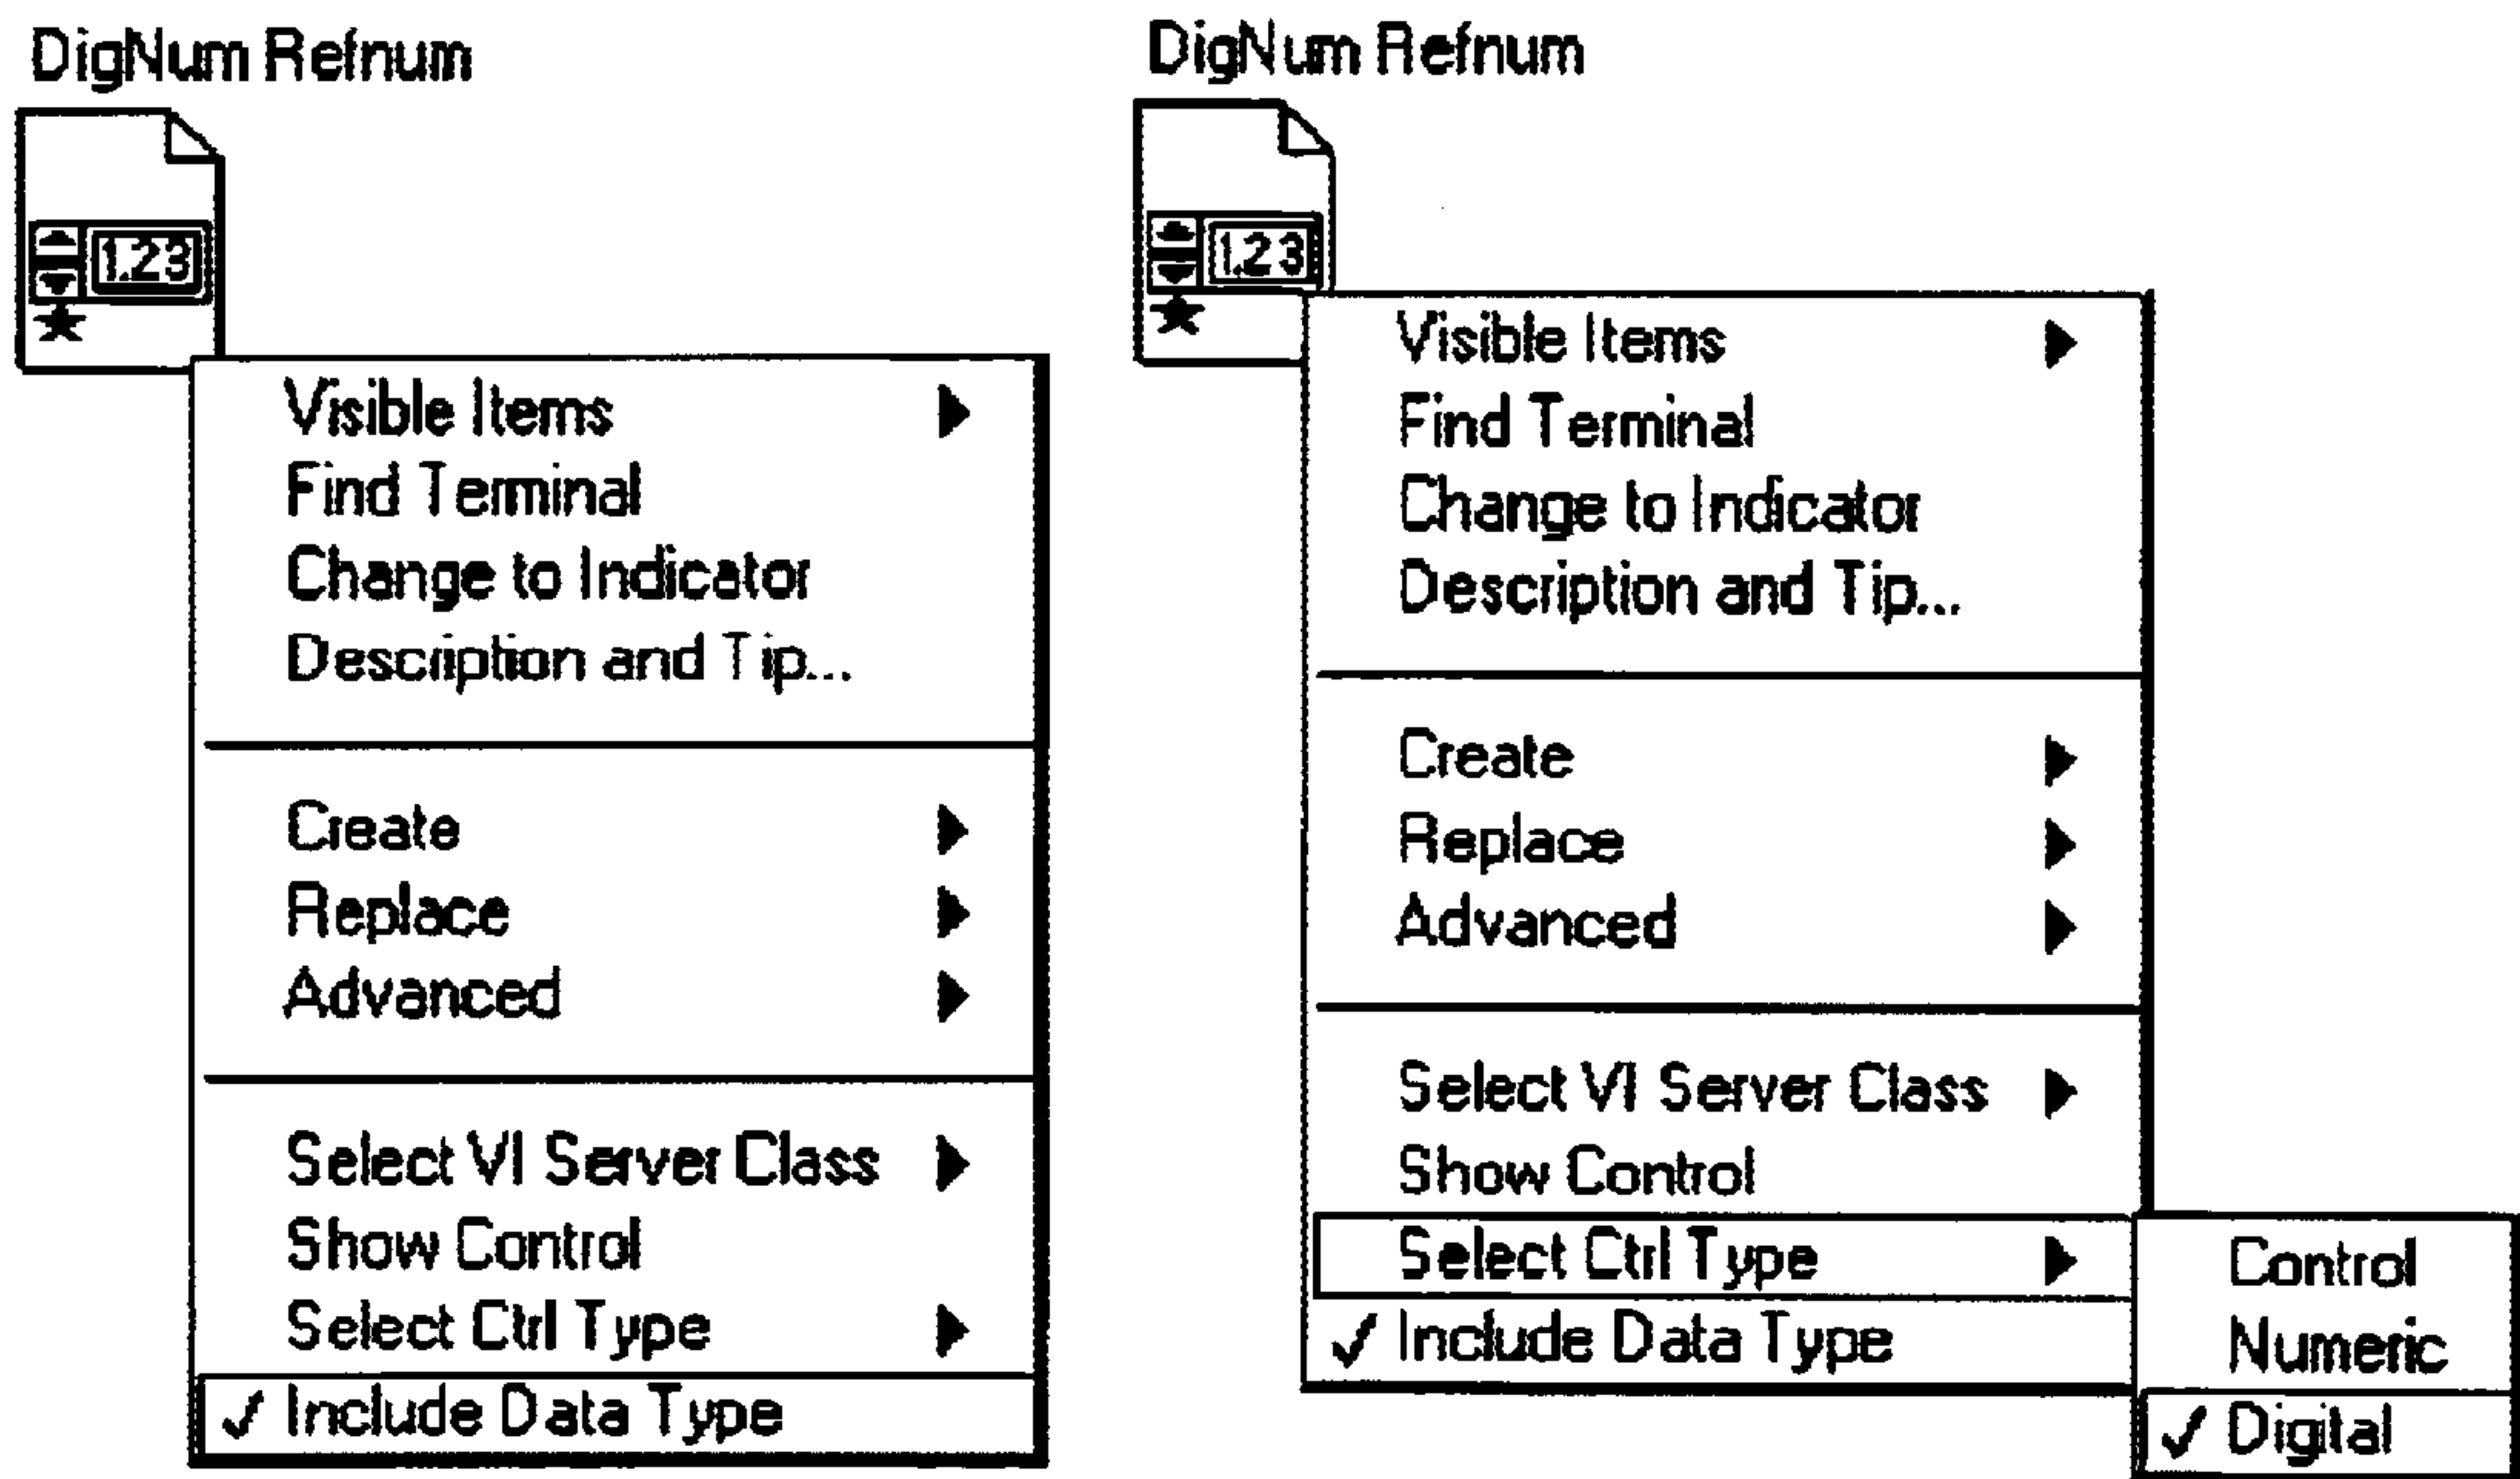 DigNum Refnum
1.23
Visible Items
Find Terminal
Change to Indicator
Description and Tip...
Create
Replace
Advanced
Select VI Server Class
Show Control
Select Ctrl Type
✓ Include Data Type
DigNum Refnum
1.23
Visible Items
Find Terminal
Change to Indicator
Description and Tip...
Create
Replace
Advanced
Select VI Server Class
Show Control
Select Ctrl Type
✓ Include Data Type
Control
Numeric
✓ Digital